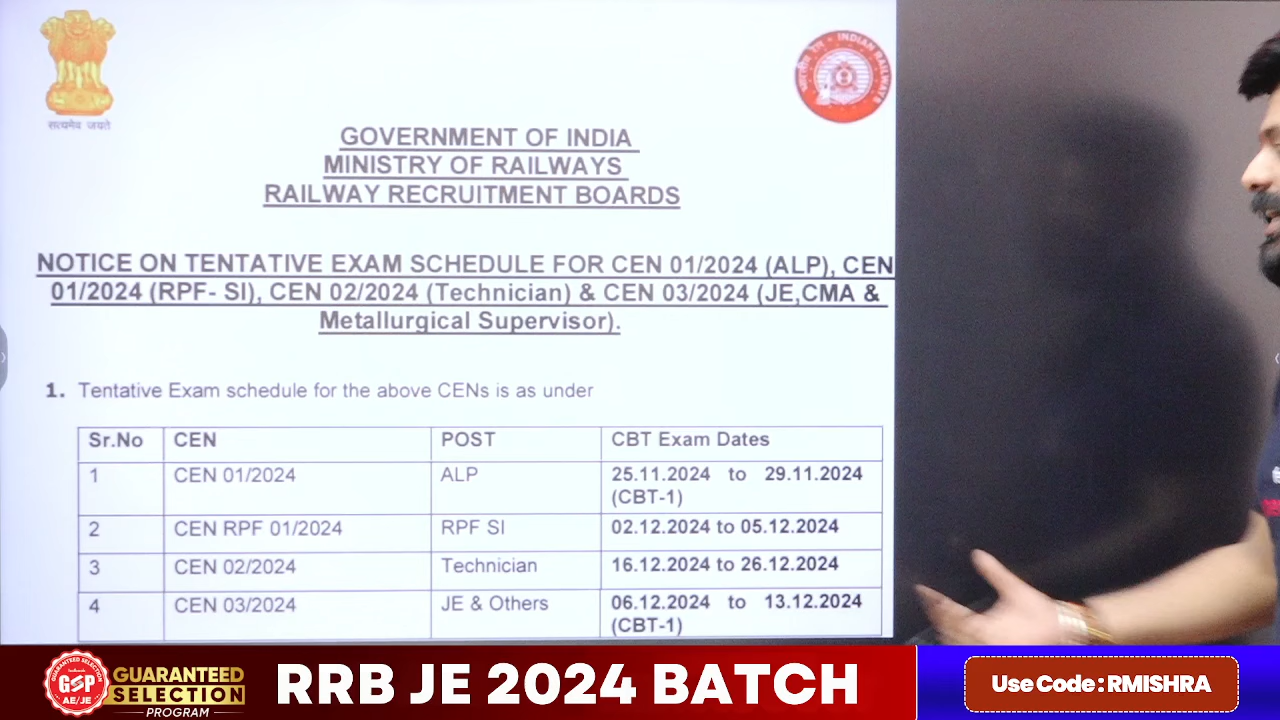 सत्यमेव जयते
भारतीय रेल INDIAN RAILWAYS
GOVERNMENT OF INDIA
MINISTRY OF RAILWAYS
RAILWAY RECRUITMENT BOARDS
NOTICE ON TENTATIVE EXAM SCHEDULE FOR CEN 01/2024 (ALP), CEN
01/2024 (RPF- SI), CEN 02/2024 (Technician) & CEN 03/2024 (JE,CMA &
Metallurgical Supervisor).
1. Tentative Exam schedule for the above CENs is as under
Sr.No CEN POST CBT Exam Dates
1 CEN 01/2024 ALP 25.11.2024 to 29.11.2024
(CBT-1)
2 CEN RPF 01/2024 RPF SI 02.12.2024 to 05.12.2024
3 CEN 02/2024 Technician 16.12.2024 to 26.12.2024
4 CEN 03/2024 JE & Others 06.12.2024 to 13.12.2024
(CBT-1)
GUARANTEED SELECTION
GSP
AE/JE
GUARANTEED
SELECTION
PROGRAM
RRB JE 2024 BATCH
Use Code : RMISHRA